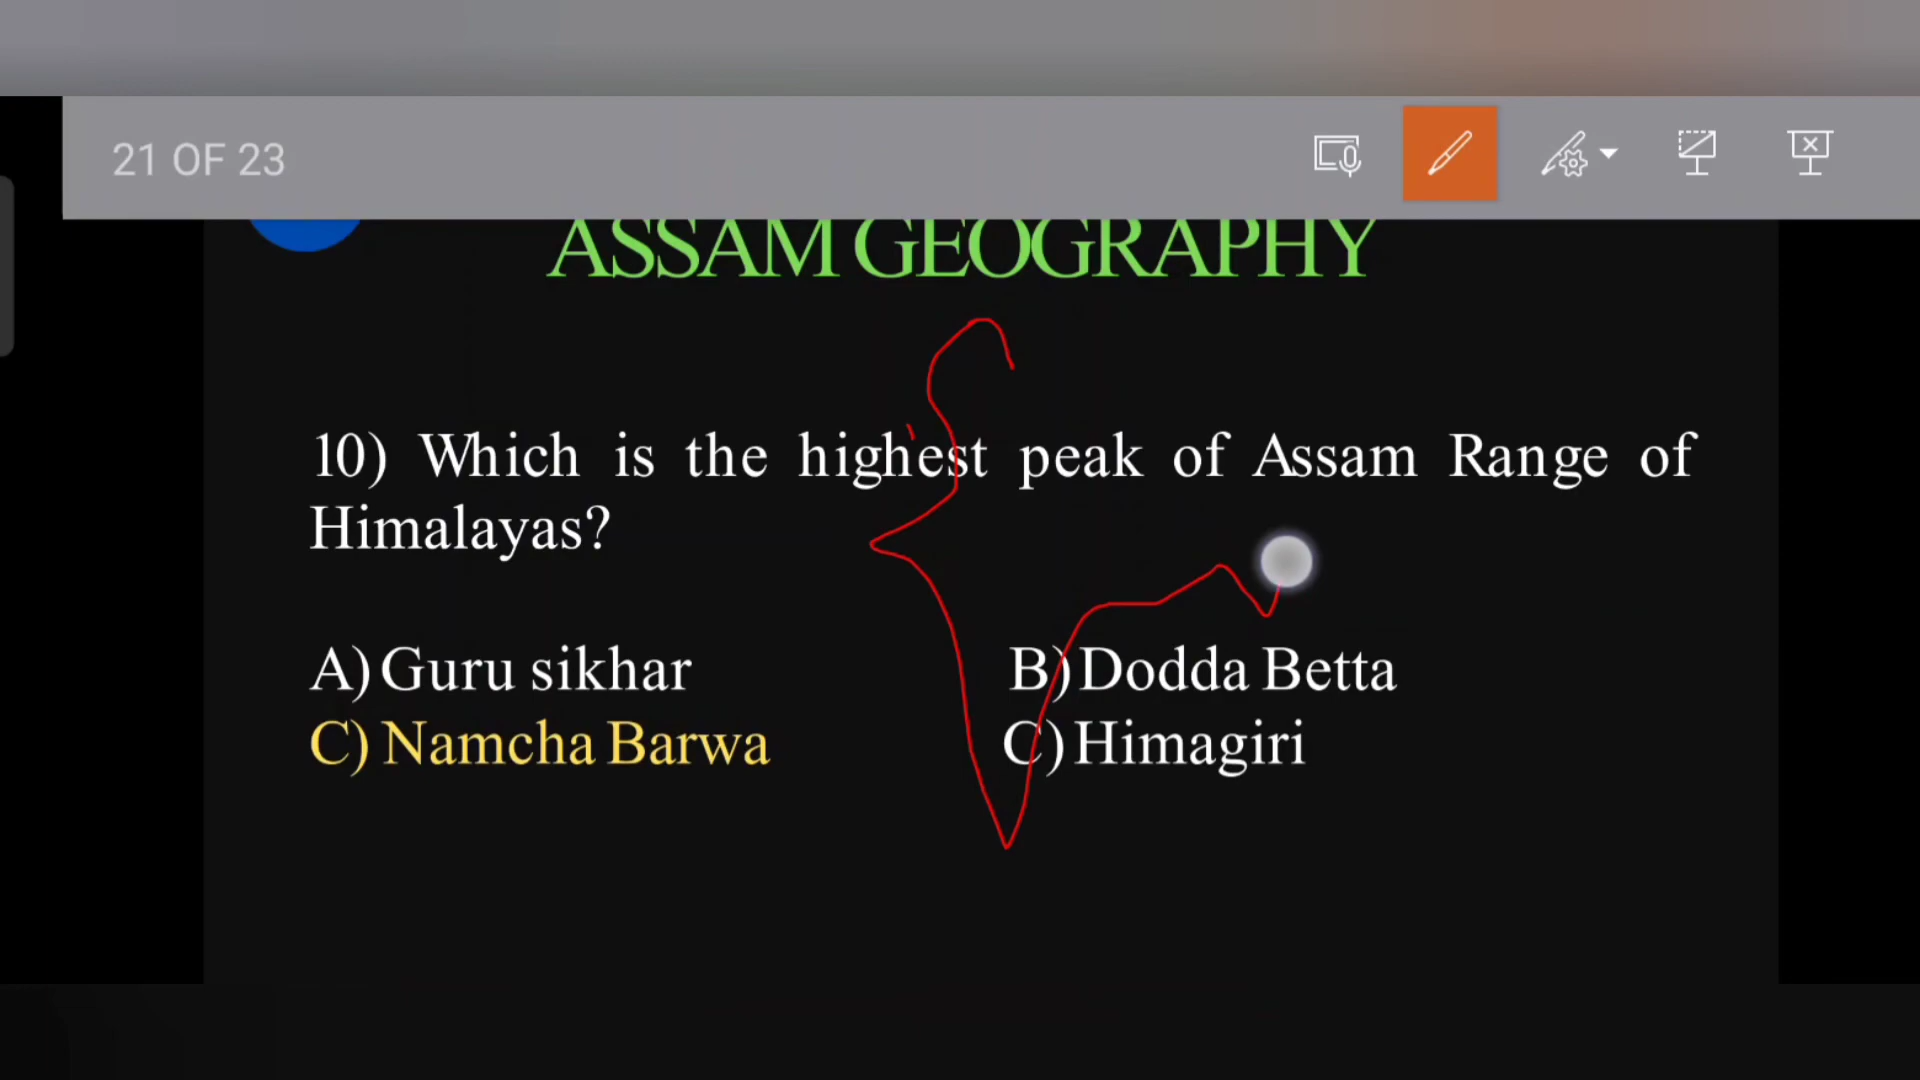 21 OF 23
ASSAM GEOGRAPHY
10) Which is the highest peak of Assam Range of
Himalayas?
A) Guru sikhar B) Dodda Betta
C) Namcha Barwa C) Himagiri